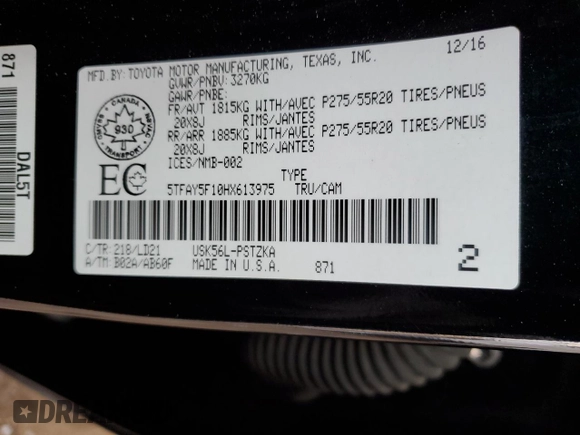 871
DAL5T
MFD.BY:TOYOTA MOTOR MANUFACTURING, TEXAS, INC. 12/16
GVWR/PNBV:3270KG
GAWR/PNBE:
FR/AVT 1815KG WITH/AVEC P275/55R20 TIRES/PNEUS
20X8J RIMS/JANTES
RR/ARR 1885KG WITH/AVEC P275/55R20 TIRES/PNEUS
20X8J RIMS/JANTES
ICES/NMB-002
CANADA
930
TRANSPORT
EC
TYPE
5TFAY5F10HX613975 TRU/CAM
C/TR:218/LD21 USK56L-PSTZKA
A/TM:B02A/AB60F MADE IN U.S.A. 871
2